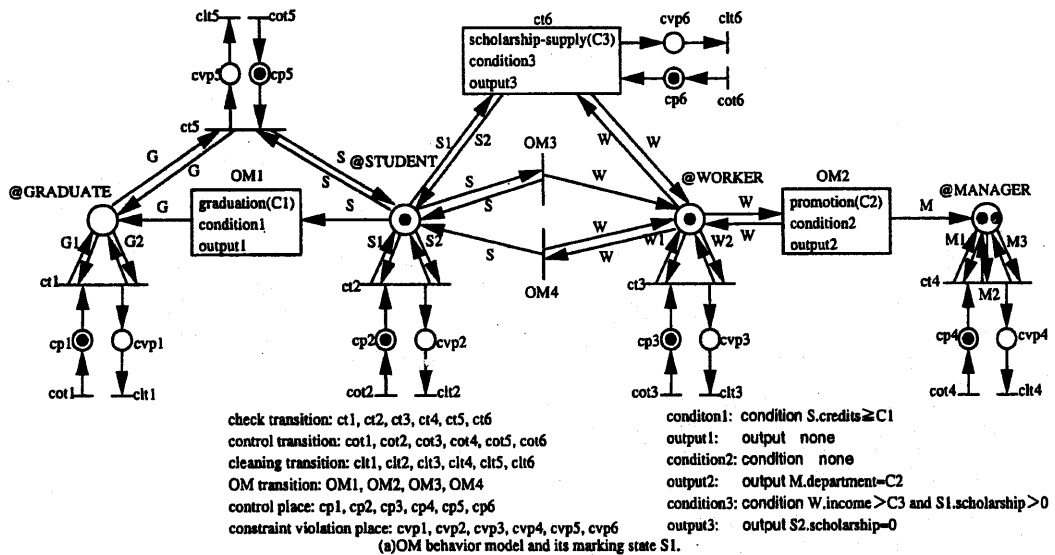 clt5 cot5
ct6
cvp6 clt6
scholarship-supply(C3)
condition3
output3
cvp5 cp5
cp6 cot6
ct5
G
G
S
S
@STUDENT
S1
S2
W
W
OM3
@GRADUATE
OM1
@WORKER
OM2
@MANAGER
graduation(C1)
condition1
output1
G
S
S
S
W
promotion(C2)
condition2
output2
W
W
M
G1 G2
S1 S2
S
W
W
W1 W2
M1 M3
M2
ct1
ct2
OM4
ct3
ct4
cp1 cvp1
cp2 cvp2
cp3 cvp3
cp4 cvp4
cot1 clt1
cot2 clt2
cot3 clt3
cot4 clt4
check transition: ct1, ct2, ct3, ct4, ct5, ct6
control transition: cot1, cot2, cot3, cot4, cot5, cot6
cleaning transition: clt1, clt2, clt3, clt4, clt5, clt6
OM transition: OM1, OM2, OM3, OM4
control place: cp1, cp2, cp3, cp4, cp5, cp6
constraint violation place: cvp1, cvp2, cvp3, cvp4, cvp5, cvp6
conditon1: condition S.credits≧C1
output1: output none
condition2: condition none
output2: output M.department=C2
condition3: condition W.income>C3 and S1.scholarship>0
output3: output S2.scholarship=0
(a)OM behavior model and its marking state S1.